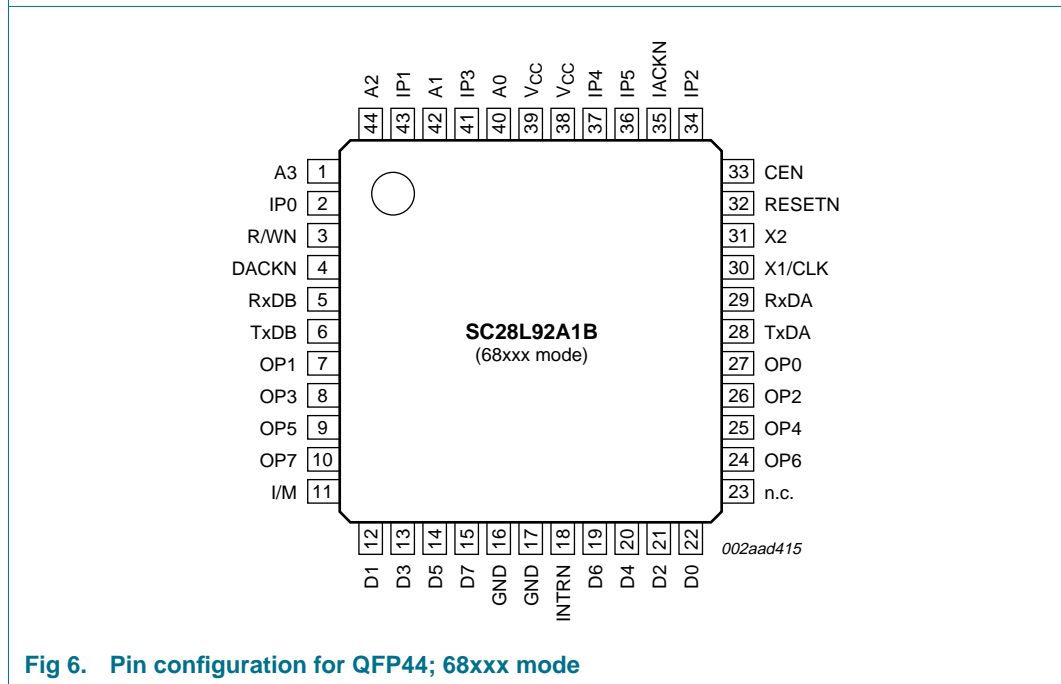 A2 IP1 A1 IP3 A0 VCC VCC IP4 IP5 IACKN IP2
44 43 42 41 40 39 38 37 36 35 34
A3 1
IP0 2
R/WN 3
DACKN 4
RxDB 5
TxDB 6
OP1 7
OP3 8
OP5 9
OP7 10
I/M 11
SC28L92A1B
(68xxx mode)
33 CEN
32 RESETN
31 X2
30 X1/CLK
29 RxDA
28 TxDA
27 OP0
26 OP2
25 OP4
24 OP6
23 n.c.
12 13 14 15 16 17 18 19 20 21 22
D1 D3 D5 D7 GND GND INTRN D6 D4 D2 D0
002aad415
Fig 6. Pin configuration for QFP44; 68xxx mode